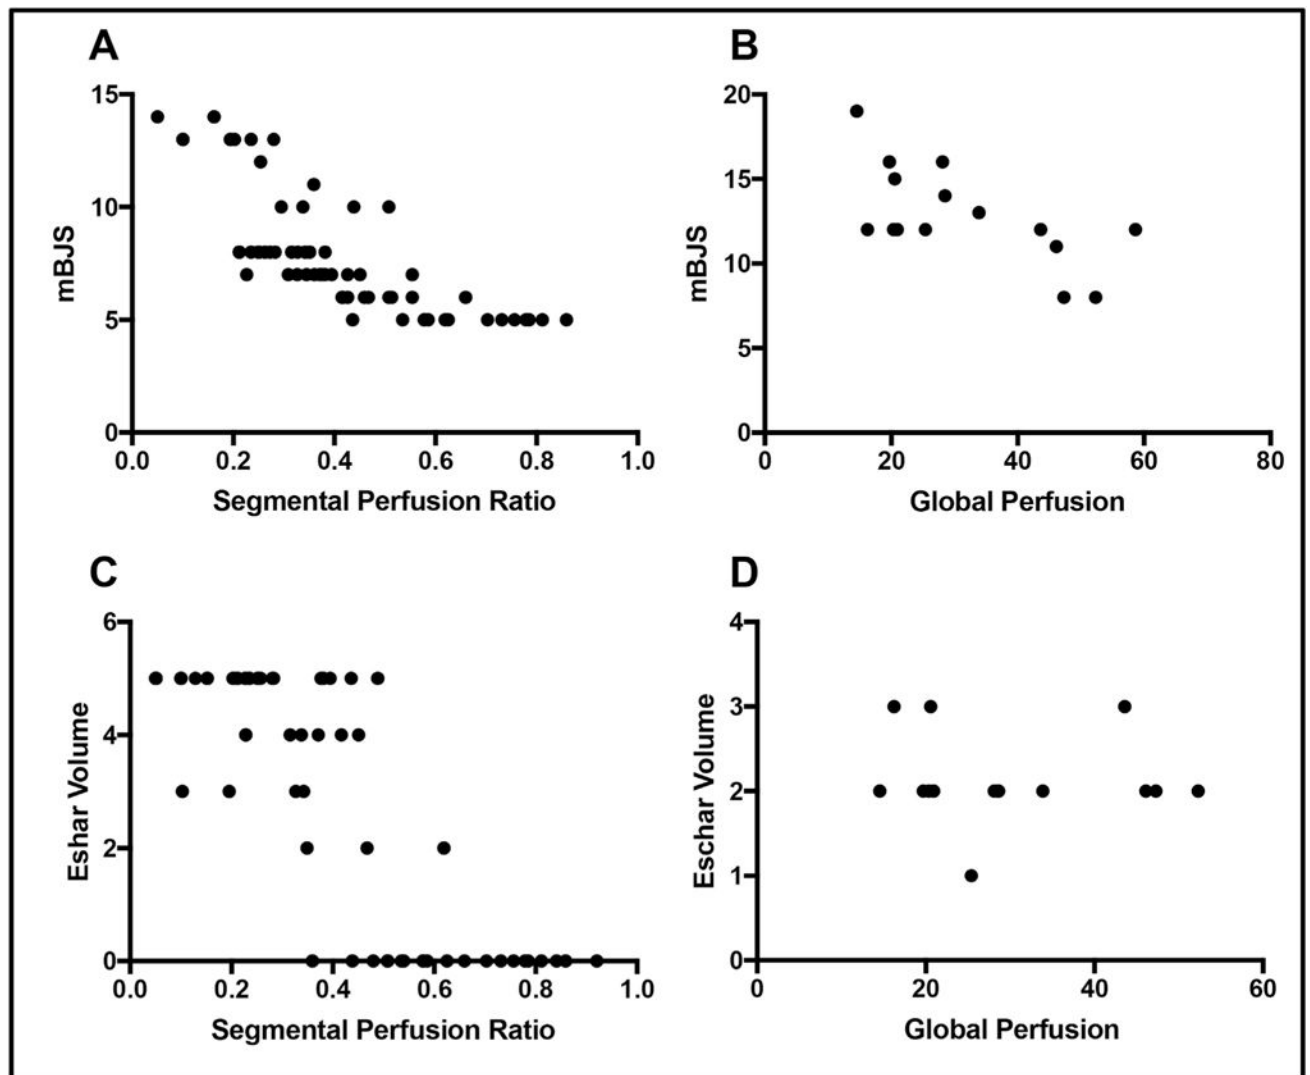 A
15
10
5
0
mBJS
0.0 0.2 0.4 0.6 0.8 1.0
Segmental Perfusion Ratio
B
20
15
10
5
0
mBJS
0 20 40 60 80
Global Perfusion
C
6
4
2
0
Eshar Volume
0.0 0.2 0.4 0.6 0.8 1.0
Segmental Perfusion Ratio
D
4
3
2
1
0
Eschar Volume
0 20 40 60
Global Perfusion